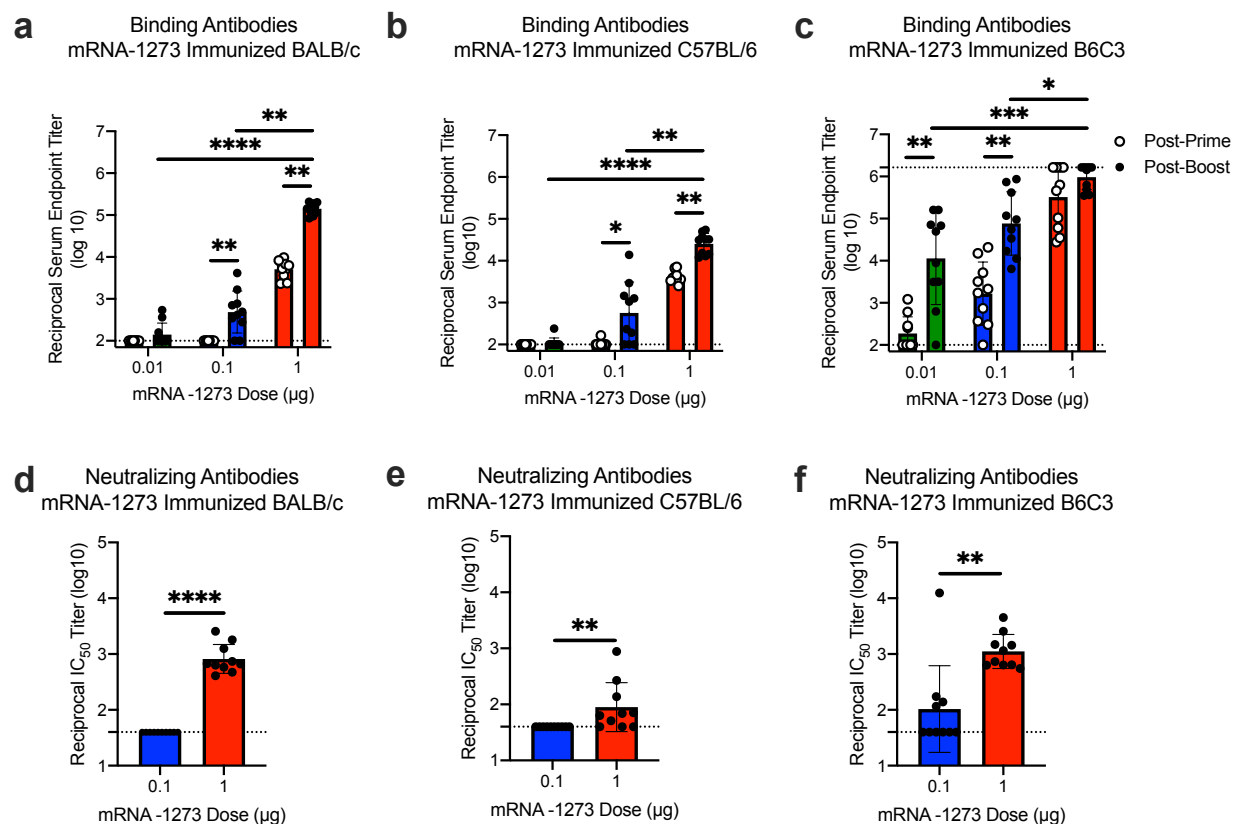 a
Binding Antibodies
mRNA-1273 Immunized BALB/c
Reciprocal Serum Endpoint Titer
(log 10)
7
6
5
4
3
2
**
****
**
**
0.01
0.1
1
mRNA -1273 Dose (µg)
b
Binding Antibodies
mRNA-1273 Immunized C57BL/6
Reciprocal Serum Endpoint Titer
(log 10)
7
6
5
4
3
2
**
****
**
*
0.01
0.1
1
mRNA -1273 Dose (µg)
c
Binding Antibodies
mRNA-1273 Immunized B6C3
Reciprocal Serum Endpoint Titer
(log 10)
7
6
5
4
3
2
*
***
**
**
0.01
0.1
1
mRNA -1273 Dose (µg)
Post-Prime
Post-Boost
d
Neutralizing Antibodies
mRNA-1273 Immunized BALB/c
Reciprocal IC50 Titer (log10)
5
4
3
2
1
****
0.1
1
mRNA -1273 Dose (µg)
e
Neutralizing Antibodies
mRNA-1273 Immunized C57BL/6
Reciprocal IC50 Titer (log10)
5
4
3
2
1
**
0.1
1
mRNA -1273 Dose (µg)
f
Neutralizing Antibodies
mRNA-1273 Immunized B6C3
Reciprocal IC50 Titer (log10)
5
4
3
2
1
**
0.1
1
mRNA -1273 Dose (µg)